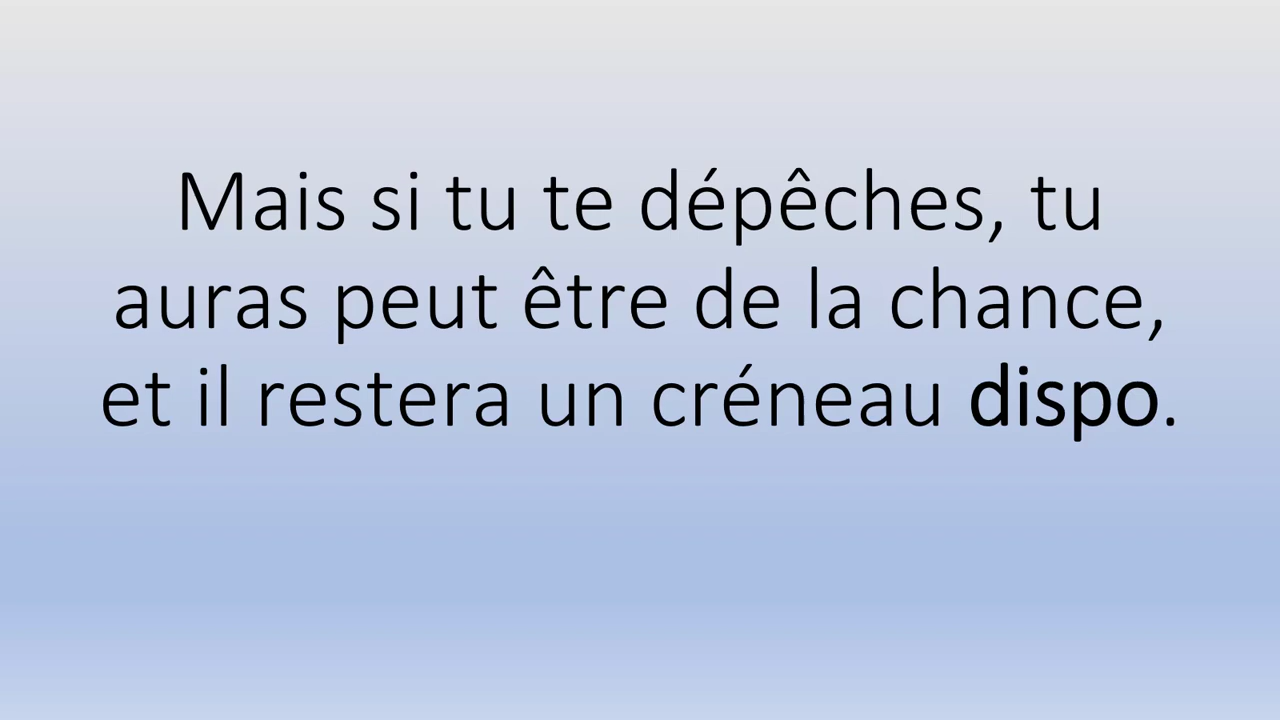 Mais si tu te dépêches, tu
auras peut être de la chance,
et il restera un créneau dispo.